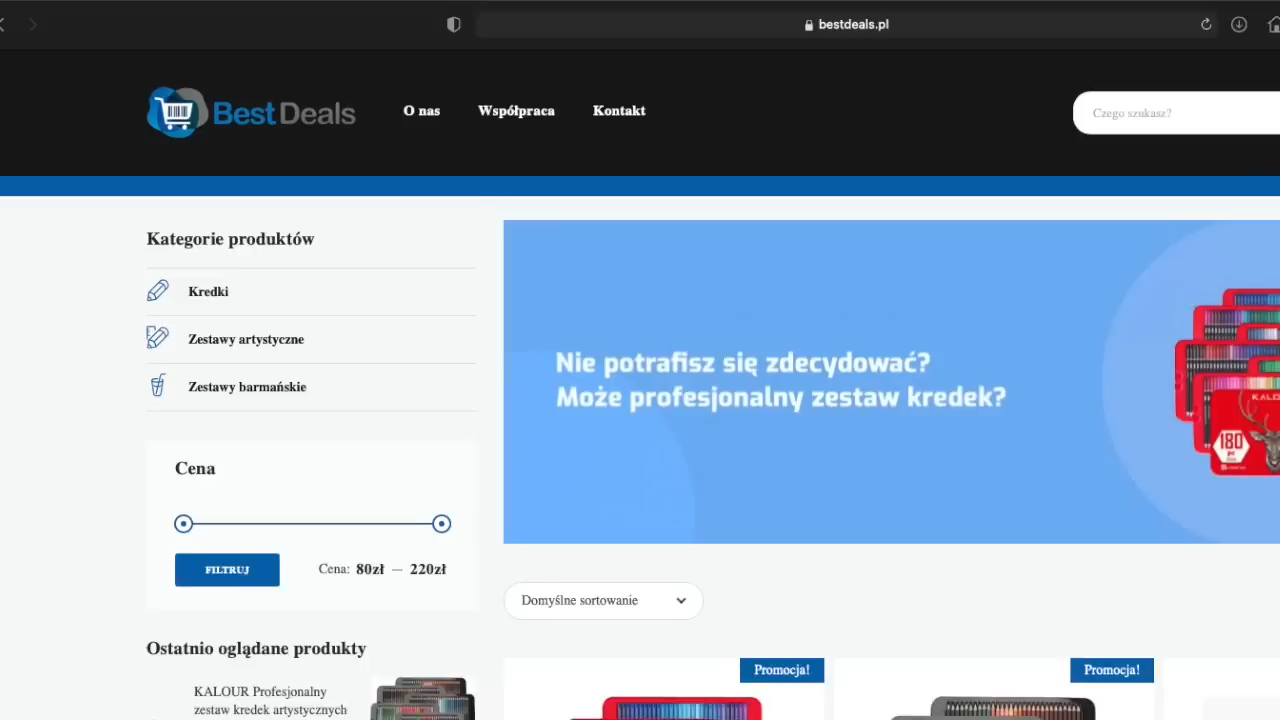 bestdeals.pl
Best Deals
O nas
Współpraca
Kontakt
Czego szukasz?
Kategorie produktów
Kredki
Zestawy artystyczne
Zestawy barmańskie
Cena
FILTRUJ
Cena: 80zł — 220zł
Ostatnio oglądane produkty
KALOUR Profesjonalny
zestaw kredek artystycznych
Nie potrafisz się zdecydować?
Może profesjonalny zestaw kredek?
180
Domyślne sortowanie
Promocja!
Promocja!